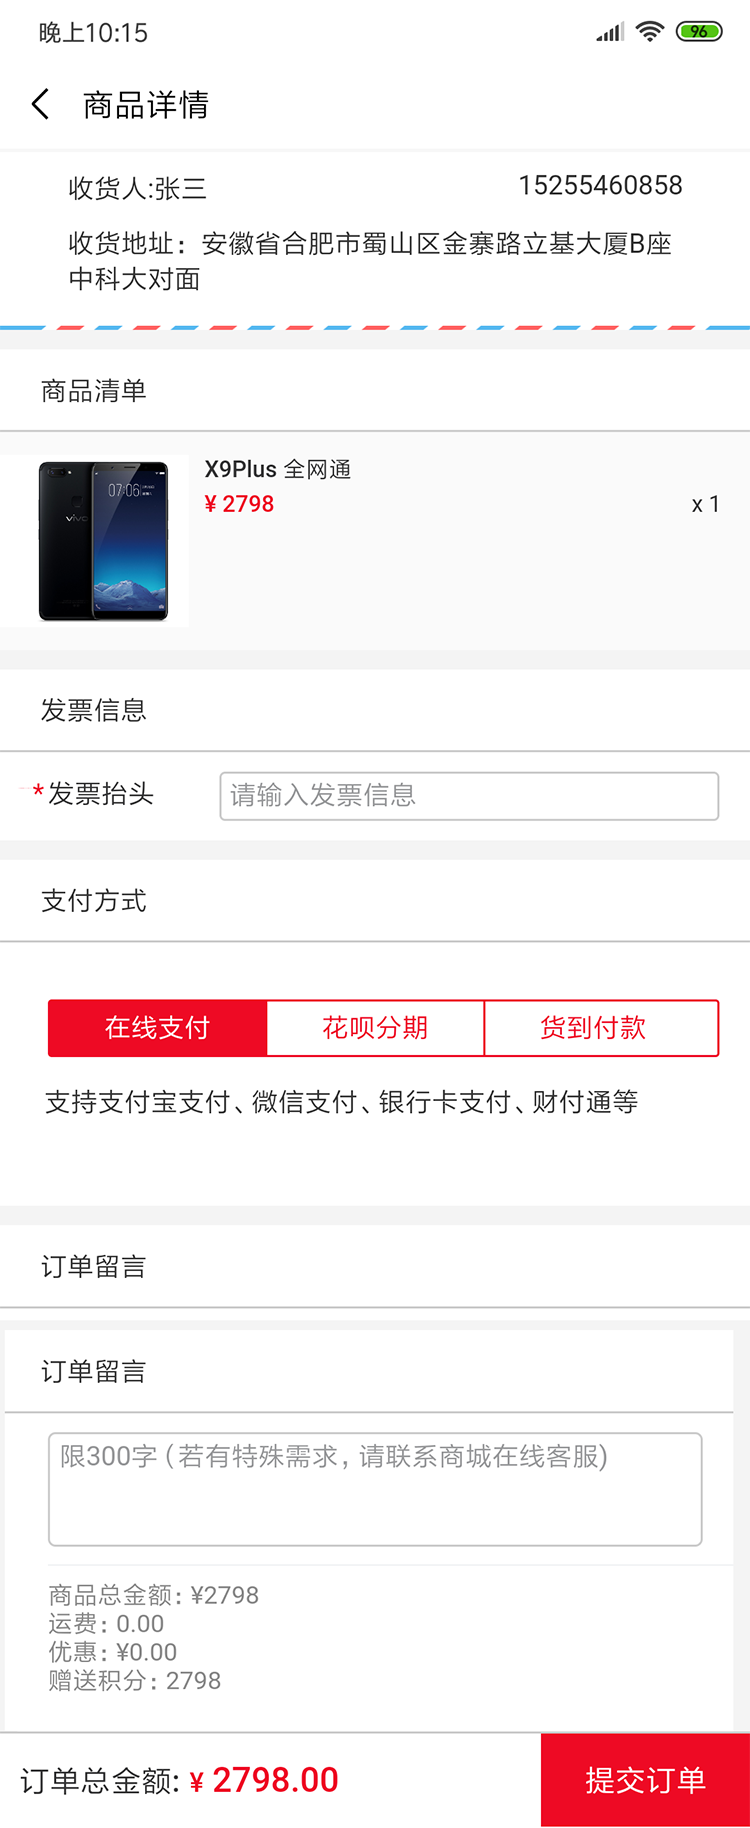 晚上10:15
96
商品详情
收货人:张三
15255460858
收货地址：安徽省合肥市蜀山区金寨路立基大厦B座
中科大对面
商品清单
07:06
vivo
X9Plus 全网通
¥ 2798
x 1
发票信息
*发票抬头
请输入发票信息
支付方式
在线支付
花呗分期
货到付款
支持支付宝支付、微信支付、银行卡支付、财付通等
订单留言
订单留言
限300字（若有特殊需求，请联系商城在线客服）
商品总金额: ¥2798
运费: 0.00
优惠: ¥0.00
赠送积分: 2798
订单总金额: ¥ 2798.00
提交订单